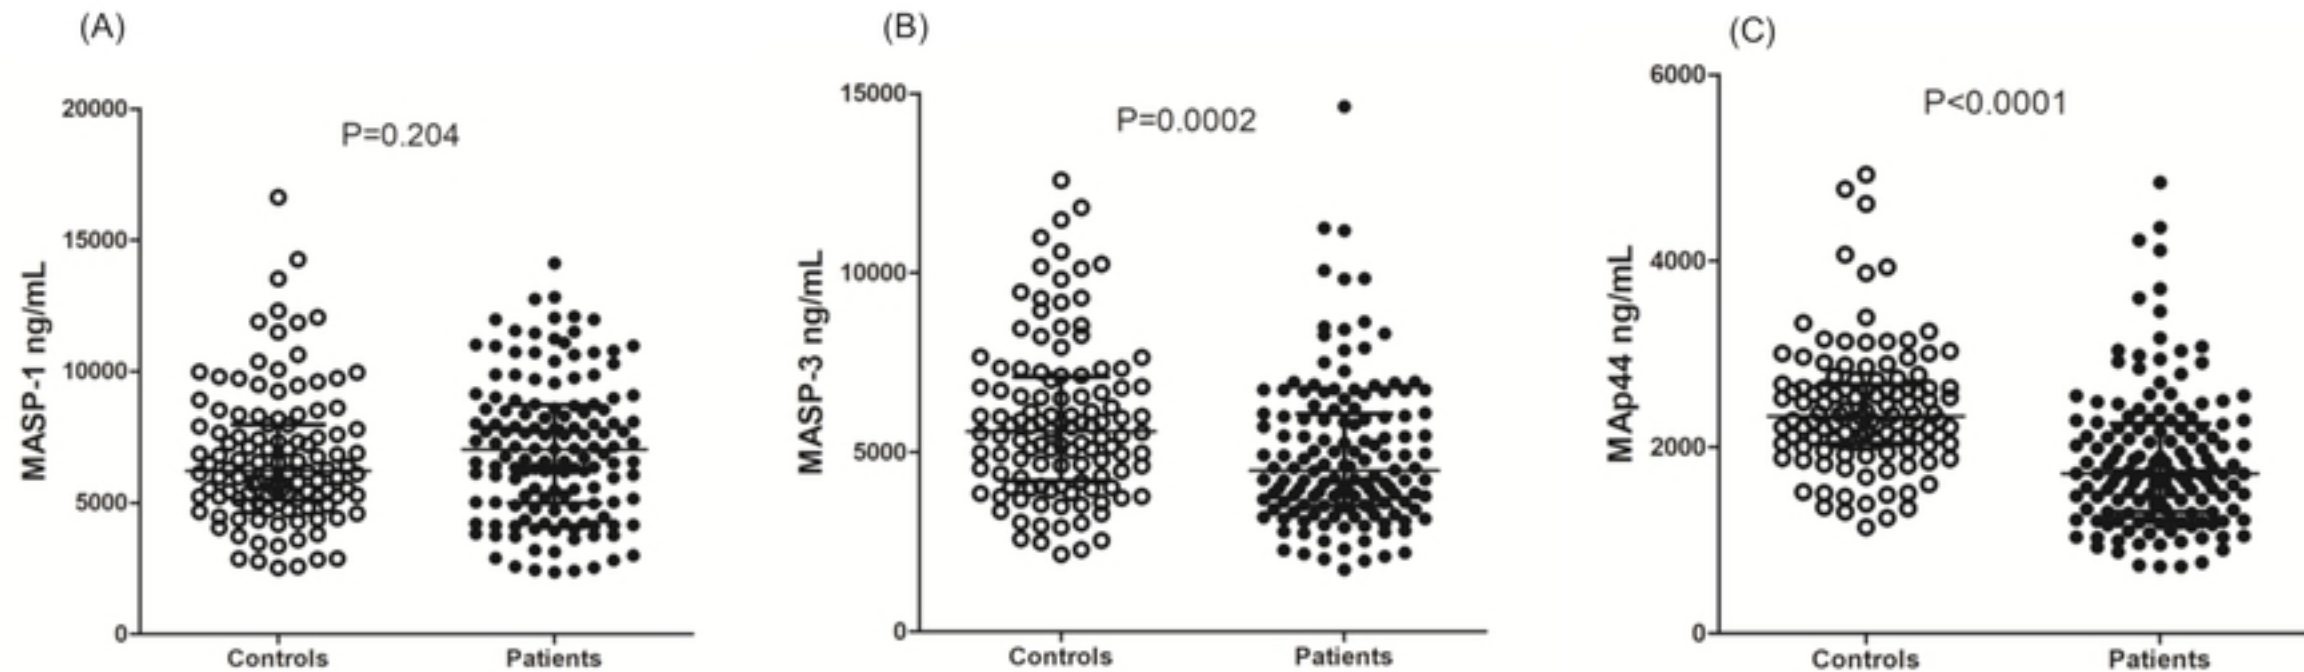 (A)
MASP-1 ng/mL
20000
15000
10000
5000
0
P=0.204
Controls
Patients
(B)
MASP-3 ng/mL
15000
10000
5000
0
P=0.0002
Controls
Patients
(C)
MAp44 ng/mL
6000
4000
2000
0
P<0.0001
Controls
Patients